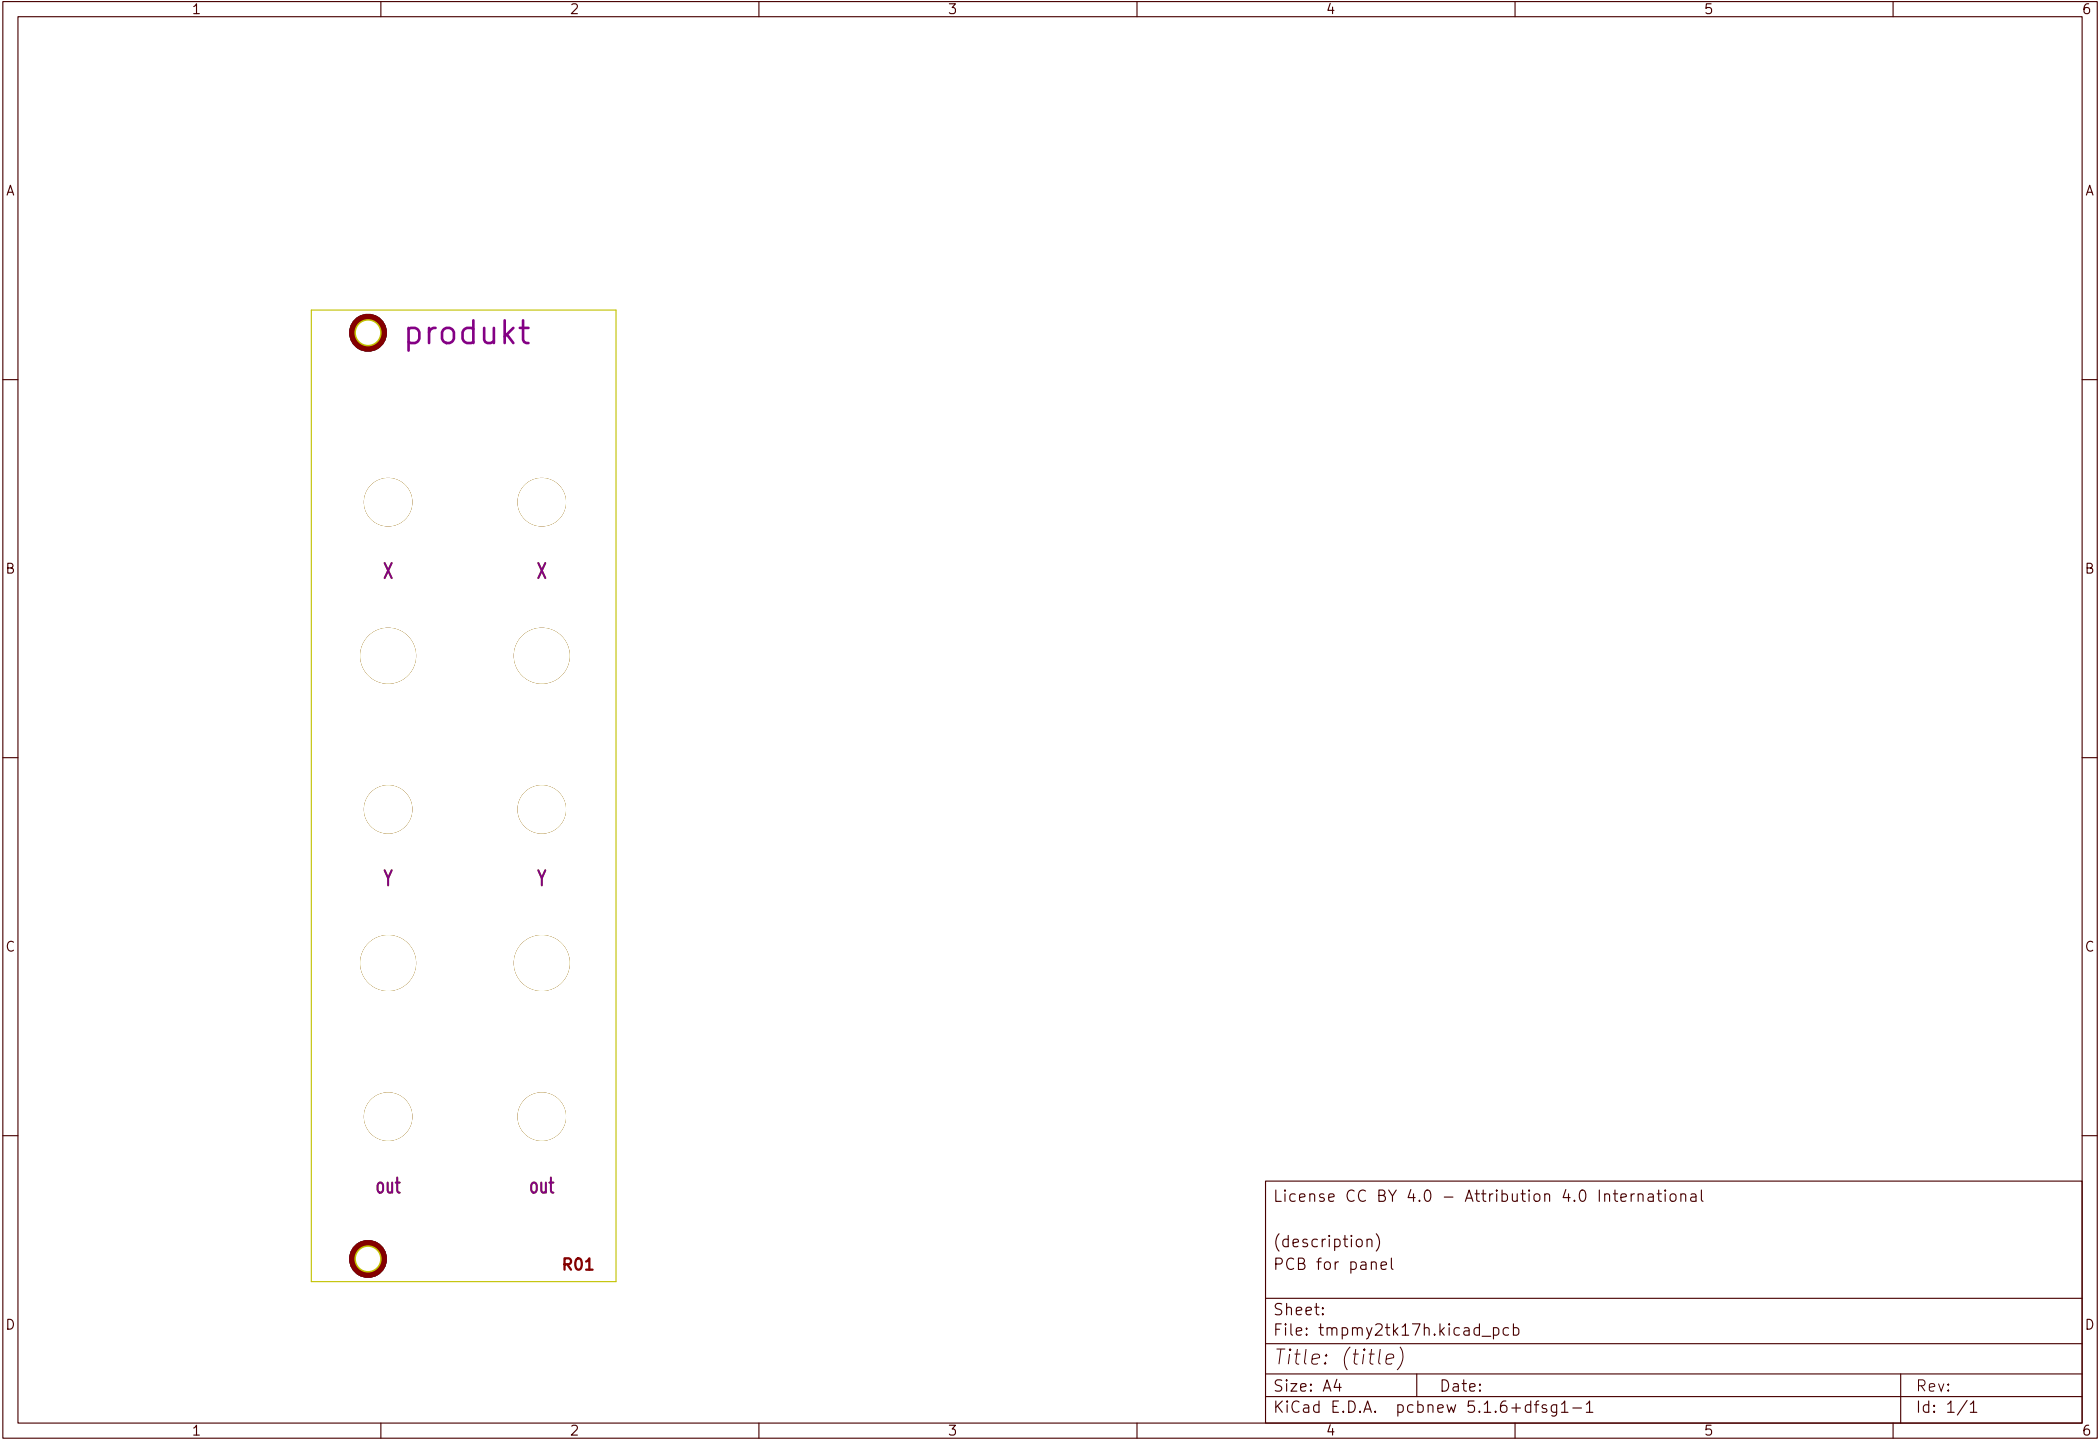 1 2 3 4 5 6
A A
produkt
X X
B B
Y Y
C C
out out
License CC BY 4.0 – Attribution 4.0 International
(description)
R01
PCB for panel
Sheet:
D D
File: tmpmy2tk17h.kicad_pcb
Title: (title)
Size: A4 Date: Rev:
KiCad E.D.A. pcbnew 5.1.6+dfsg1-1 Id: 1/1
1 2 3 4 5 6